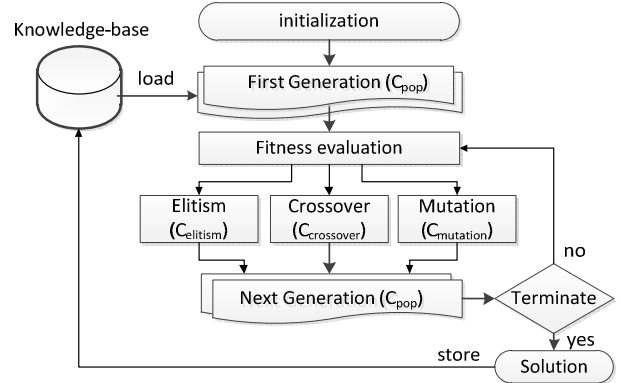 initialization
Knowledge-base
load
First Generation (Cpop)
Fitness evaluation
Elitism
(Celitism)
Crossover
(Ccrossover)
Mutation
(Cmutation)
no
Next Generation (Cpop)
Terminate
yes
store
Solution